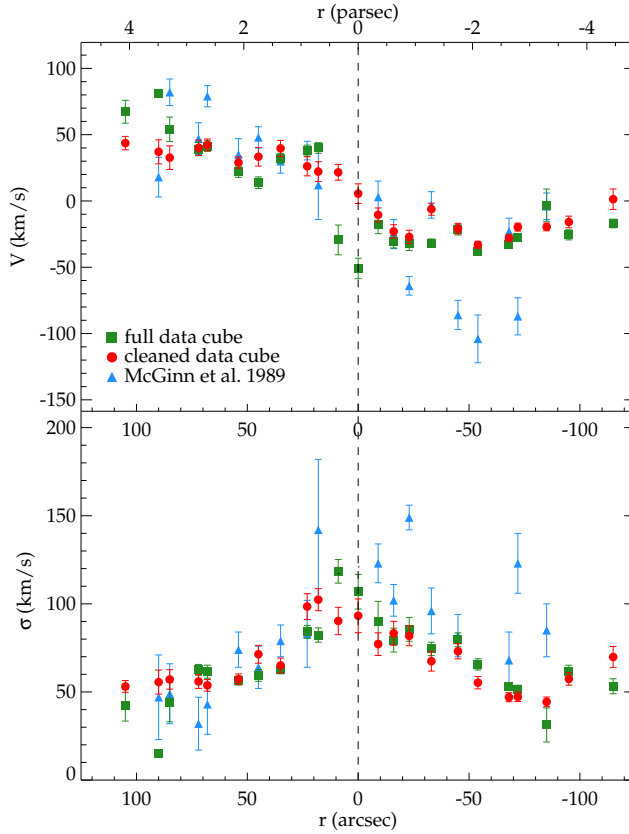 r (parsec)
4 2 0 -2 -4
100
50
0
-50
-100
-150
V (km/s)
full data cube
cleaned data cube
McGinn et al. 1989
100 50 0 -50 -100
200
150
100
50
0
σ (km/s)
100 50 0 -50 -100
r (arcsec)